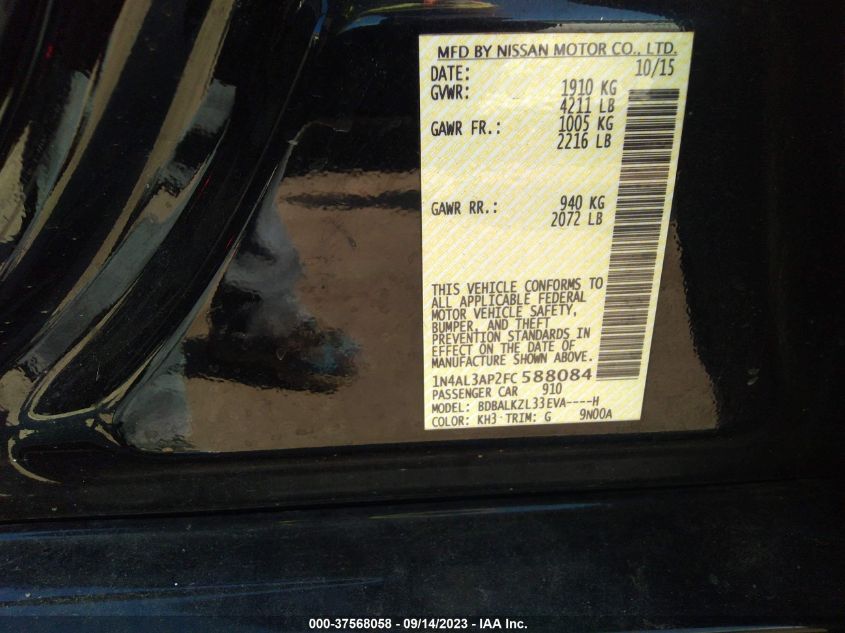 MFD BY NISSAN MOTOR CO., LTD.
DATE: 10/15
GVWR: 1910 KG
4211 LB
GAWR FR.: 1005 KG
2216 LB
GAWR RR.: 940 KG
2072 LB
THIS VEHICLE CONFORMS TO
ALL APPLICABLE FEDERAL
MOTOR VEHICLE SAFETY,
BUMPER, AND THEFT
PREVENTION STANDARDS IN
EFFECT ON THE DATE OF
MANUFACTURE SHOWN ABOVE.
1N4AL3AP2FC588084
PASSENGER CAR 910
MODEL: BDBALKZL33EVA----H
COLOR: KH3 TRIM: G 9N00A
000-37568058 - 09/14/2023 - IAA Inc.